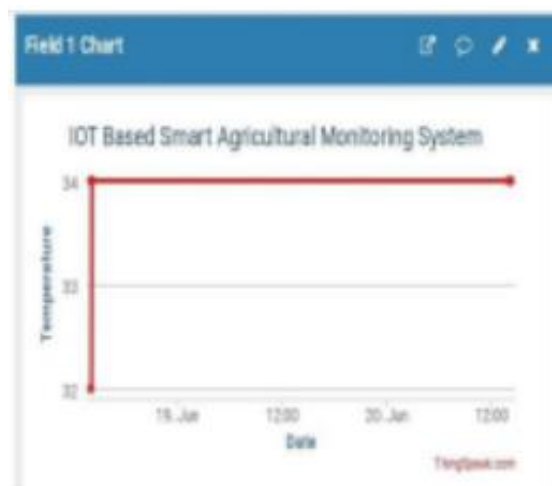 Field 1 Chart
IOT Based Smart Agricultural Monitoring System
34
33
32
Temperature
19. Jun
12:00
20. Jun
12:00
Date
ThingSpeak.com